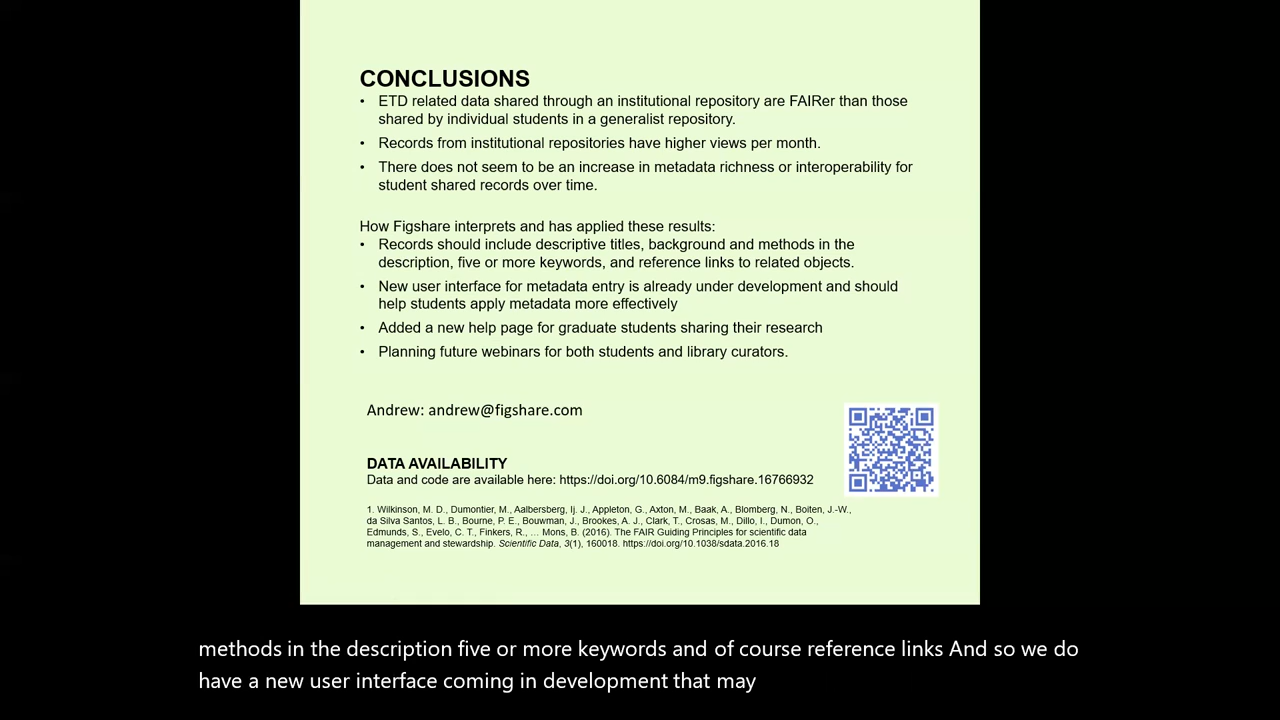 CONCLUSIONS
• ETD related data shared through an institutional repository are FAIRer than those
shared by individual students in a generalist repository.
• Records from institutional repositories have higher views per month.
• There does not seem to be an increase in metadata richness or interoperability for
student shared records over time.
How Figshare interprets and has applied these results:
• Records should include descriptive titles, background and methods in the
description, five or more keywords, and reference links to related objects.
• New user interface for metadata entry is already under development and should
help students apply metadata more effectively
• Added a new help page for graduate students sharing their research
• Planning future webinars for both students and library curators.
Andrew: andrew@figshare.com
DATA AVAILABILITY
Data and code are available here: https://doi.org/10.6084/m9.figshare.16766932
1. Wilkinson, M. D., Dumontier, M., Aalbersberg, Ij. J., Appleton, G., Axton, M., Baak, A., Blomberg, N., Boiten, J.-W.,
da Silva Santos, L. B., Bourne, P. E., Bouwman, J., Brookes, A. J., Clark, T., Crosas, M., Dillo, I., Dumon, O.,
Edmunds, S., Evelo, C. T., Finkers, R., … Mons, B. (2016). The FAIR Guiding Principles for scientific data
management and stewardship. Scientific Data, 3(1), 160018. https://doi.org/10.1038/sdata.2016.18
methods in the description five or more keywords and of course reference links And so we do
have a new user interface coming in development that may